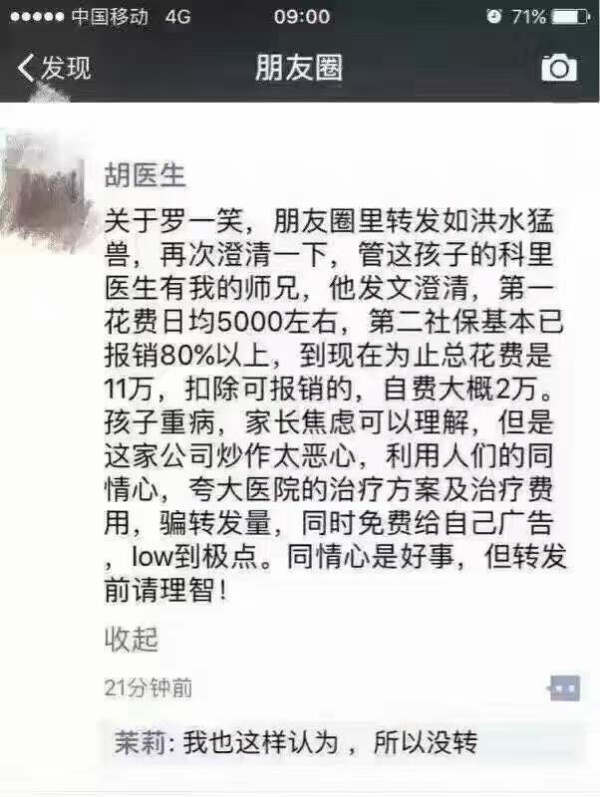 中国移动 4G 09:00 71%
发现 朋友圈
胡医生
关于罗一笑，朋友圈里转发如洪水猛
兽，再次澄清一下，管这孩子的科里
医生有我的师兄，他发文澄清，第一
花费日均5000左右，第二社保基本已
报销80%以上，到现在为止总花费是
11万，扣除可报销的，自费大概2万。
孩子重病，家长焦虑可以理解，但是
这家公司炒作太恶心，利用人们的同
情心，夸大医院的治疗方案及治疗费
用，骗转发量，同时免费给自己广告
，low到极点。同情心是好事，但转发
前请理智！
收起
21分钟前
茉莉: 我也这样认为 ，所以没转